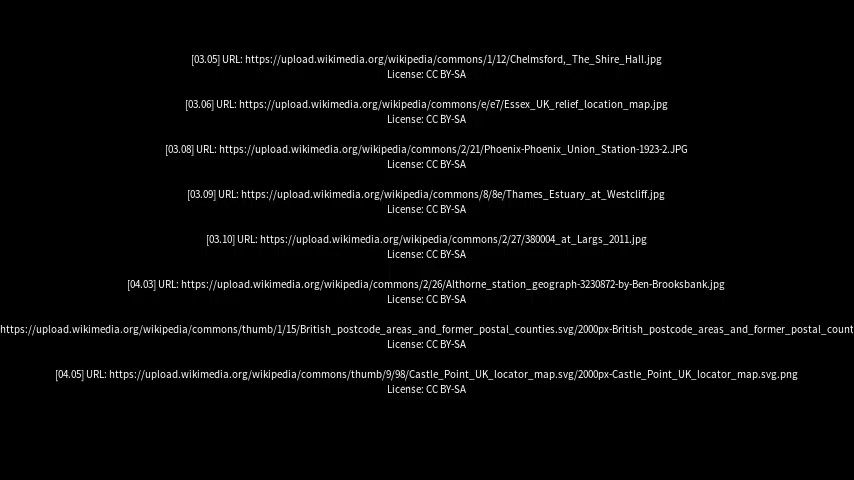 [03.05] URL: https://upload.wikimedia.org/wikipedia/commons/1/12/Chelmsford,_The_Shire_Hall.jpg
License: CC BY-SA
[03.06] URL: https://upload.wikimedia.org/wikipedia/commons/e/e7/Essex_UK_relief_location_map.jpg
License: CC BY-SA
[03.08] URL: https://upload.wikimedia.org/wikipedia/commons/2/21/Phoenix-Phoenix_Union_Station-1923-2.JPG
License: CC BY-SA
[03.09] URL: https://upload.wikimedia.org/wikipedia/commons/8/8e/Thames_Estuary_at_Westcliff.jpg
License: CC BY-SA
[03.10] URL: https://upload.wikimedia.org/wikipedia/commons/2/27/380004_at_Largs_2011.jpg
License: CC BY-SA
[04.03] URL: https://upload.wikimedia.org/wikipedia/commons/2/26/Althorne_station_geograph-3230872-by-Ben-Brooksbank.jpg
License: CC BY-SA
https://upload.wikimedia.org/wikipedia/commons/thumb/1/15/British_postcode_areas_and_former_postal_counties.svg/2000px-British_postcode_areas_and_former_postal_count
License: CC BY-SA
[04.05] URL: https://upload.wikimedia.org/wikipedia/commons/thumb/9/98/Castle_Point_UK_locator_map.svg/2000px-Castle_Point_UK_locator_map.svg.png
License: CC BY-SA